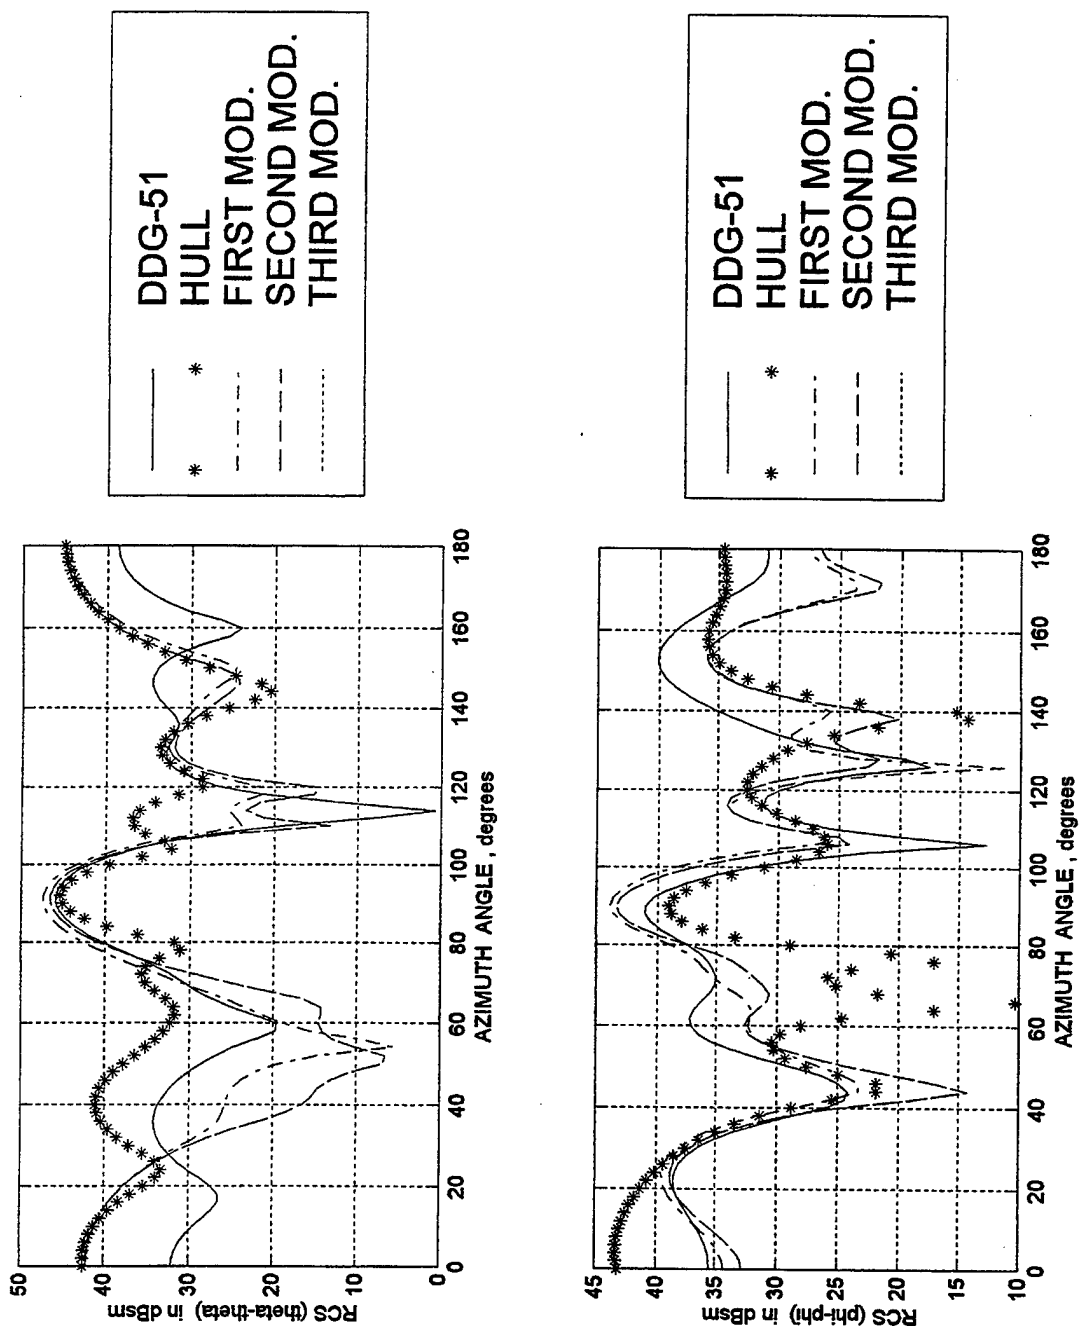 DDG-51
HULL
FIRST MOD.
SECOND MOD.
THIRD MOD.
50
40
30
20
10
0
RCS (theta-theta) in dBsm
0 20 40 60 80 100 120 140 160 180
AZIMUTH ANGLE , degrees
DDG-51
HULL
FIRST MOD.
SECOND MOD.
THIRD MOD.
45
40
35
30
25
20
15
10
RCS (phi-phi) in dBsm
0 20 40 60 80 100 120 140 160 180
AZIMUTH ANGLE , degrees